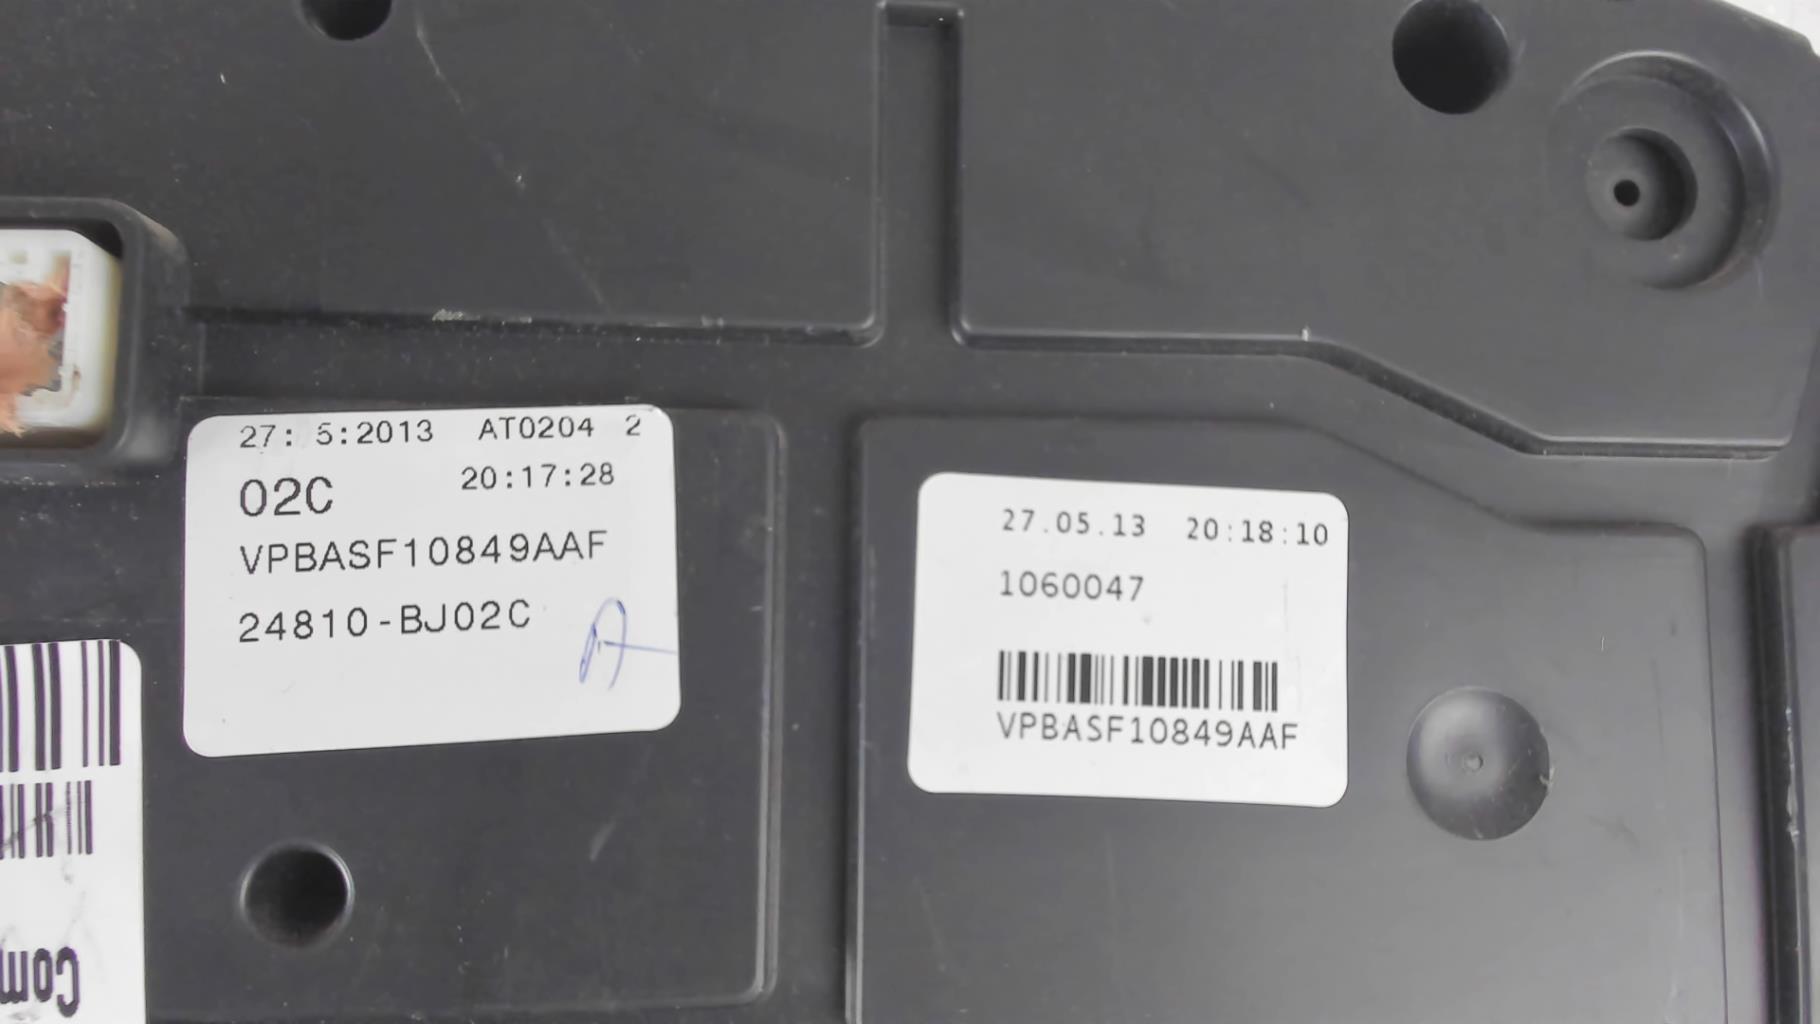 27: 5:2013 AT0204 2
02C 20:17:28
VPBASF10849AAF
24810-BJ02C
27.05.13 20:18:10
1060047
VPBASF10849AAF
Com